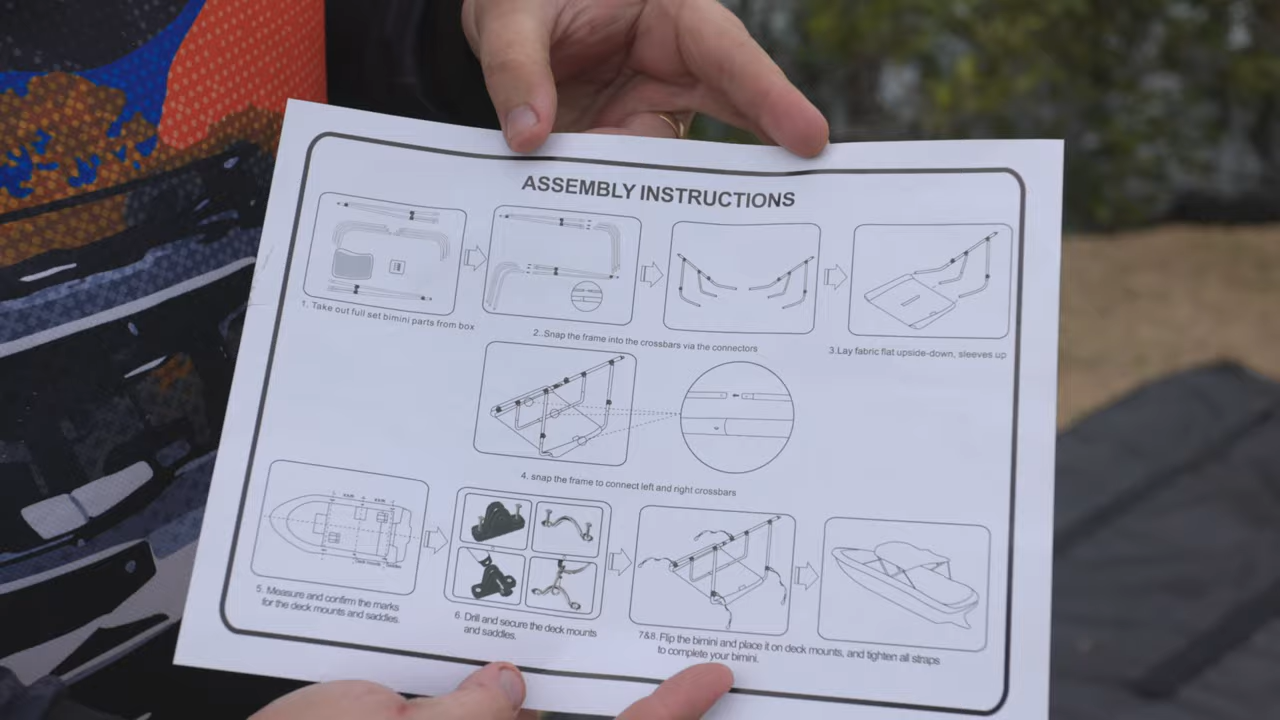 ASSEMBLY INSTRUCTIONS
1. Take out full set bimini parts from box
2..Snap the frame into the crossbars via the connectors
3.Lay fabric flat upside-down, sleeves up
4. snap the frame to connect left and right crossbars
5. Measure and confirm the marks
for the deck mounts and saddles.
6. Drill and secure the deck mounts
and saddles.
7&8. Flip the bimini and place it on deck mounts, and tighten all straps
to complete your bimini.